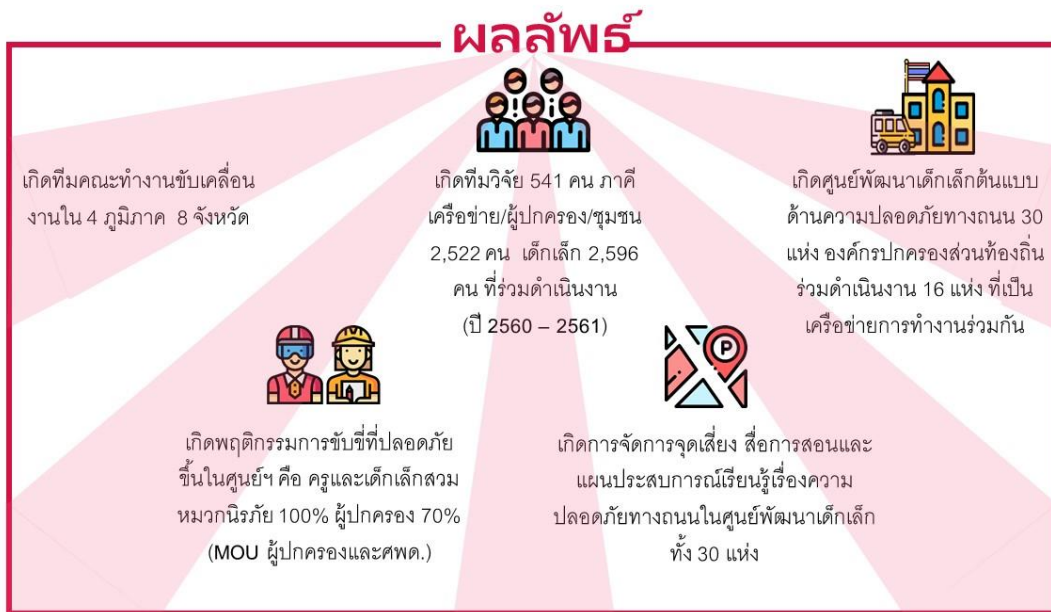 ผลลัพธ์
เกิดทีมคณะทำงานขับเคลื่อน
งานใน 4 ภูมิภาค 8 จังหวัด
เกิดทีมวิจัย 541 คน ภาคี
เครือข่าย/ผู้ปกครอง/ชุมชน
2,522 คน เด็กเล็ก 2,596
คน ที่ร่วมดำเนินงาน
(ปี 2560 – 2561)
เกิดศูนย์พัฒนาเด็กเล็กต้นแบบ
ด้านความปลอดภัยทางถนน 30
แห่ง องค์กรปกครองส่วนท้องถิ่น
ร่วมดำเนินงาน 16 แห่ง ที่เป็น
เครือข่ายการทำงานร่วมกัน
เกิดพฤติกรรมการขับขี่ที่ปลอดภัย
ขึ้นในศูนย์ฯ คือ ครูและเด็กเล็กสวม
หมวกนิรภัย 100% ผู้ปกครอง 70%
(MOU ผู้ปกครองและศพด.)
P
เกิดการจัดการจุดเสี่ยง สื่อการสอนและ
แผนประสบการณ์เรียนรู้เรื่องความ
ปลอดภัยทางถนนในศูนย์พัฒนาเด็กเล็ก
ทั้ง 30 แห่ง